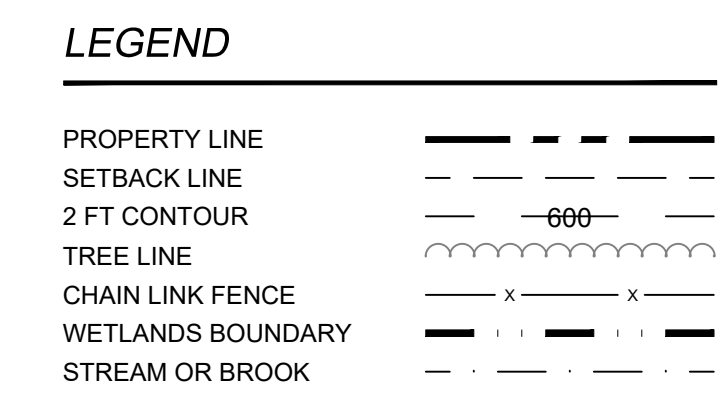 LEGEND
PROPERTY LINE
SETBACK LINE
2 FT CONTOUR 600
TREE LINE
CHAIN LINK FENCE x x
WETLANDS BOUNDARY
STREAM OR BROOK